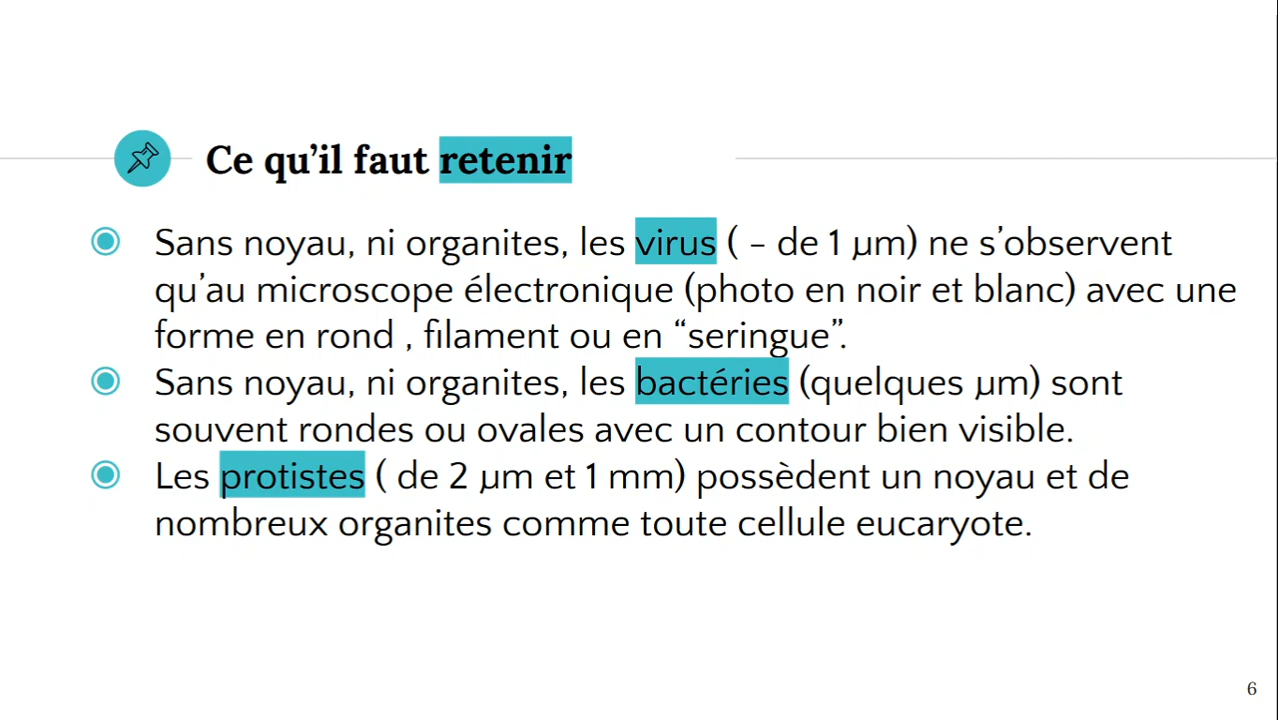 Ce qu’il faut retenir
Sans noyau, ni organites, les virus ( - de 1 µm) ne s’observent
qu’au microscope électronique (photo en noir et blanc) avec une
forme en rond , filament ou en “seringue”.
Sans noyau, ni organites, les bactéries (quelques µm) sont
souvent rondes ou ovales avec un contour bien visible.
Les protistes ( de 2 µm et 1 mm) possèdent un noyau et de
nombreux organites comme toute cellule eucaryote.
6